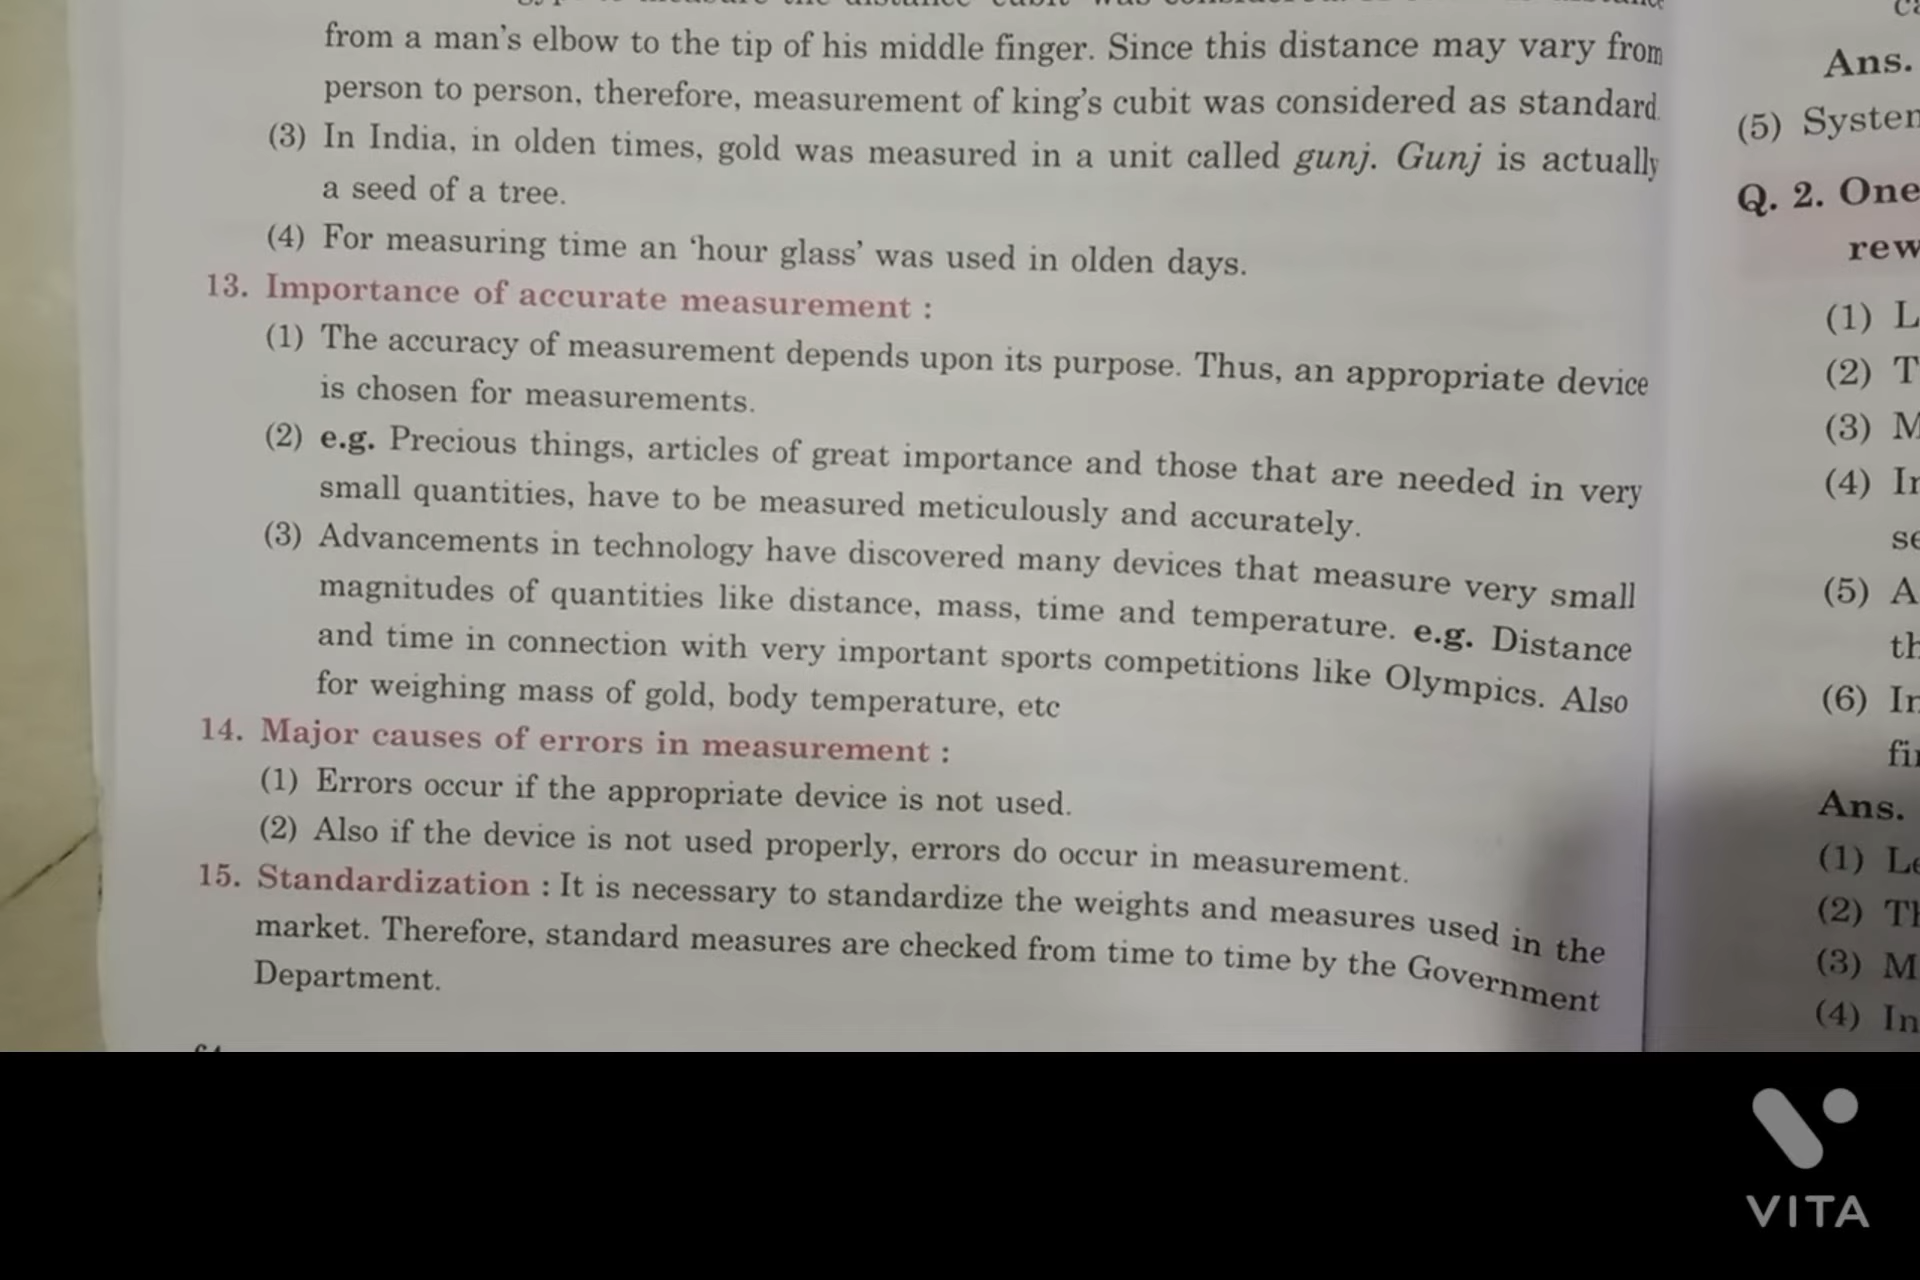 from a man's elbow to the tip of his middle finger. Since this distance may vary from
person to person, therefore, measurement of king's cubit was considered as standard.
(3) In India, in olden times, gold was measured in a unit called gunj. Gunj is actually
a seed of a tree.
(4) For measuring time an 'hour glass' was used in olden days.
13. Importance of accurate measurement :
(1) The accuracy of measurement depends upon its purpose. Thus, an appropriate device
is chosen for measurements.
(2) e.g. Precious things, articles of great importance and those that are needed in very
small quantities, have to be measured meticulously and accurately.
(3) Advancements in technology have discovered many devices that measure very small
magnitudes of quantities like distance, mass, time and temperature. e.g. Distance
and time in connection with very important sports competitions like Olympics. Also
for weighing mass of gold, body temperature, etc
14. Major causes of errors in measurement :
(1) Errors occur if the appropriate device is not used.
(2) Also if the device is not used properly, errors do occur in measurement.
15. Standardization : It is necessary to standardize the weights and measures used in the
market. Therefore, standard measures are checked from time to time by the Government
Department.
Ans.
(5)
Q. 2. One
(1)
(2)
(3)
(4)
(5)
(6)
Ans.
(1)
(2)
(3)
(4)
VITA